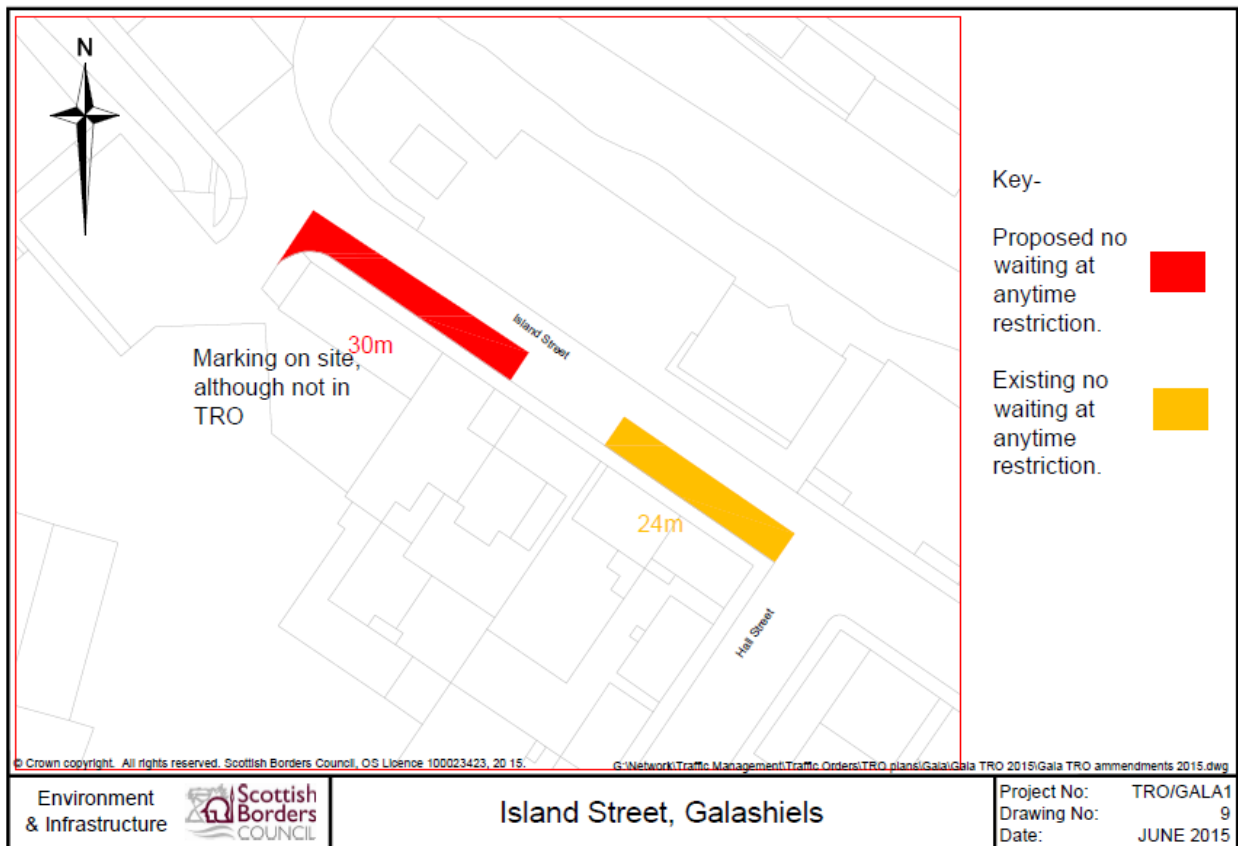 N
Key-
Proposed no
waiting at
anytime
restriction.
Existing no
waiting at
anytime
restriction.
Island Street
30m
Marking on site,
although not in
TRO
24m
Hall Street
© Crown copyright. All rights reserved. Scottish Borders Council, OS Licence 100023423, 20 15.
G:\Network\Traffic Management\Traffic Orders\TRO plans\Gala\Gala TRO 2015\Gala TRO ammendments 2015.dwg
Environment
& Infrastructure
Scottish
Borders
COUNCIL
Island Street, Galashiels
Project No: TRO/GALA1
Drawing No: 9
Date: JUNE 2015